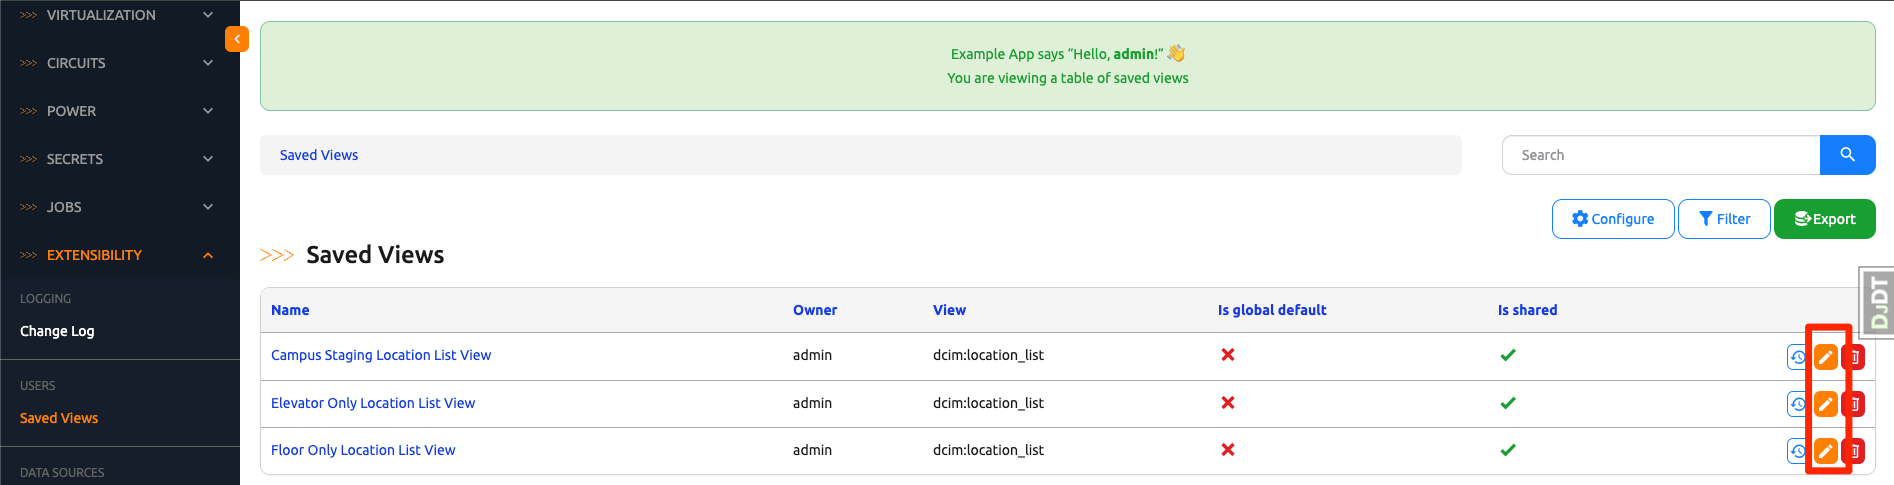 >>> VIRTUALIZATION
>>> CIRCUITS
>>> POWER
>>> SECRETS
>>> JOBS
>>> EXTENSIBILITY
LOGGING
Change Log
USERS
Saved Views
DATA SOURCES
Example App says “Hello, admin!” 👋
You are viewing a table of saved views
Saved Views
Search
Configure Filter Export
>>> Saved Views
DJDT
Name Owner View Is global default Is shared
Campus Staging Location List View admin dcim:location_list
Elevator Only Location List View admin dcim:location_list
Floor Only Location List View admin dcim:location_list